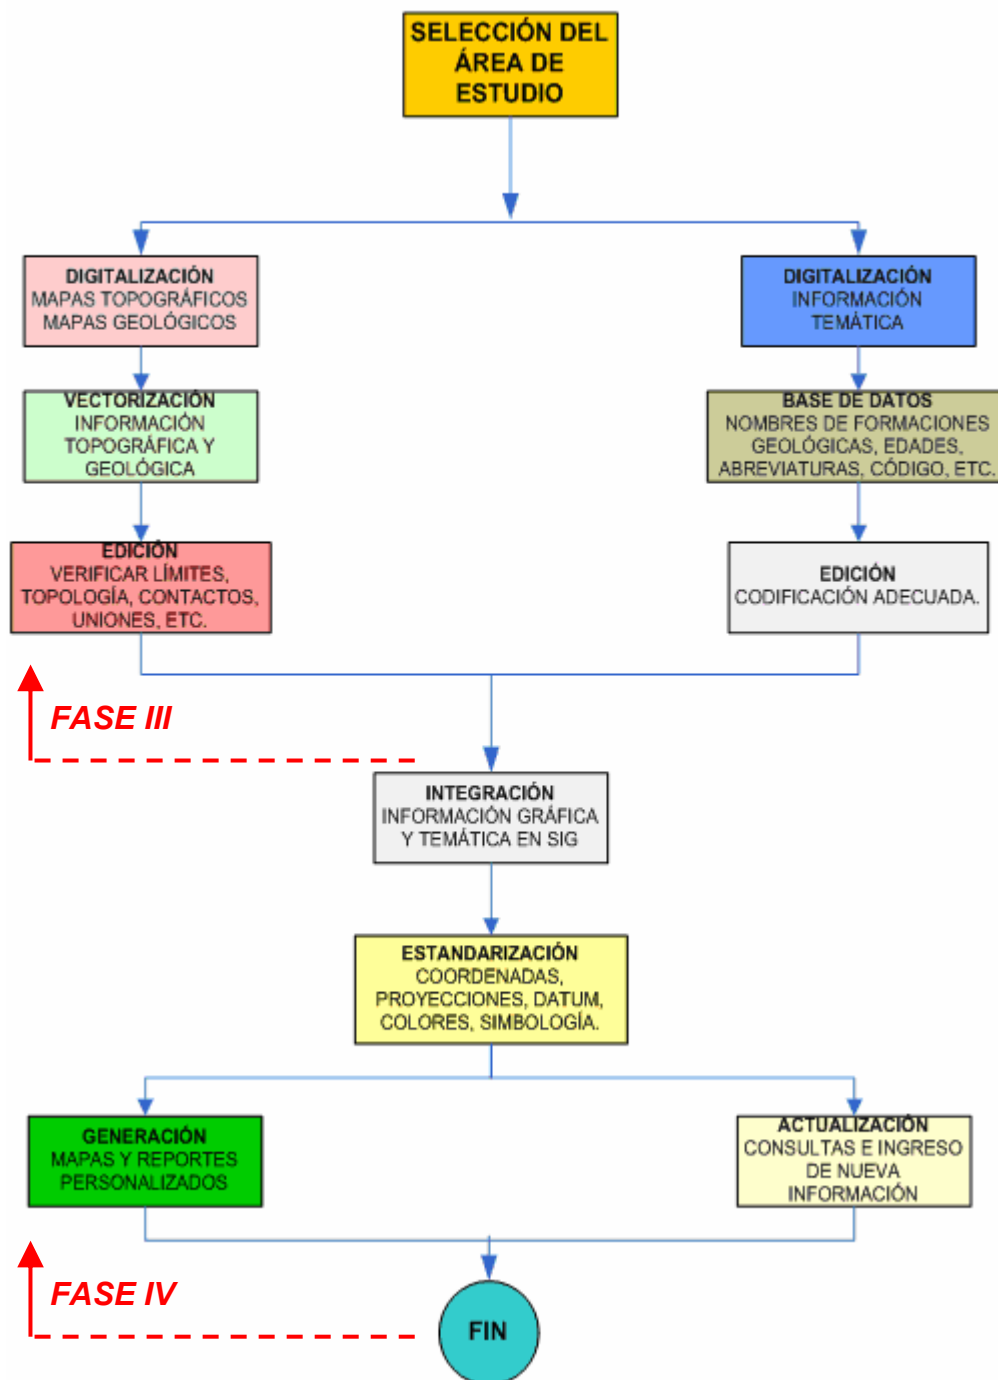 SELECCIÓN DEL
ÁREA DE
ESTUDIO
DIGITALIZACIÓN
MAPAS TOPOGRÁFICOS
MAPAS GEOLÓGICOS
DIGITALIZACIÓN
INFORMACIÓN
TEMÁTICA
VECTORIZACIÓN
INFORMACIÓN
TOPOGRÁFICA Y
GEOLÓGICA
BASE DE DATOS
NOMBRES DE FORMACIONES
GEOLÓGICAS, EDADES,
ABREVIATURAS, CÓDIGO, ETC.
EDICIÓN
VERIFICAR LÍMITES,
TOPOLOGÍA, CONTACTOS,
UNIONES, ETC.
EDICIÓN
CODIFICACIÓN ADECUADA.
FASE III
INTEGRACIÓN
INFORMACIÓN GRÁFICA
Y TEMÁTICA EN SIG
ESTANDARIZACIÓN
COORDENADAS,
PROYECCIONES, DATUM,
COLORES, SIMBOLOGÍA.
GENERACIÓN
MAPAS Y REPORTES
PERSONALIZADOS
ACTUALIZACIÓN
CONSULTAS E INGRESO
DE NUEVA
INFORMACIÓN
FASE IV
FIN